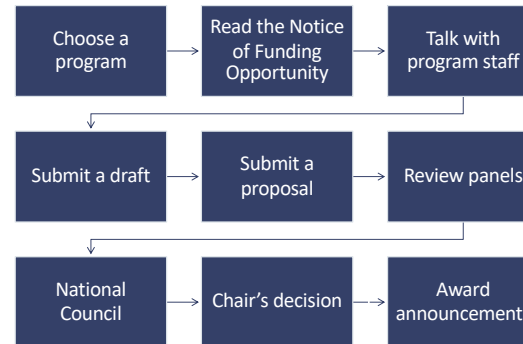 Choose a
program
Read the Notice
of Funding
Opportunity
Talk with
program staff
Submit a draft
Submit a
proposal
Review panels
National
Council
Chair's decision
Award
announcement